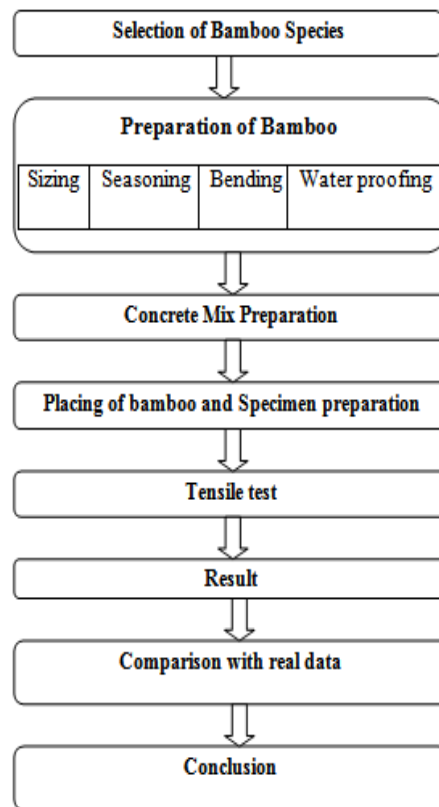 Selection of Bamboo Species
Preparation of Bamboo
Sizing Seasoning Bending Water proofing
Concrete Mix Preparation
Placing of bamboo and Specimen preparation
Tensile test
Result
Comparison with real data
Conclusion